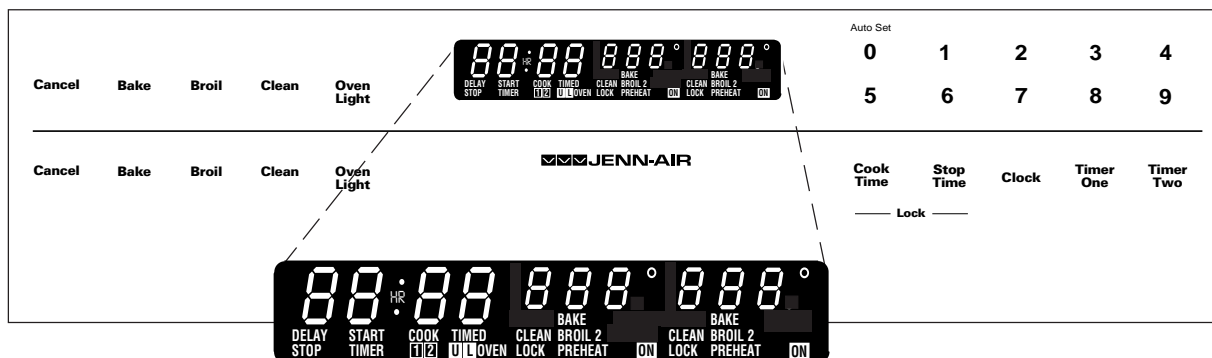 Auto Set
0 1 2 3 4
88:88 HR 888° 888°
BAKE BAKE
DELAY START COOK TIMED CLEAN BROIL 2 CLEAN BROIL 2
STOP TIMER 12 UL OVEN LOCK PREHEAT ON LOCK PREHEAT ON
Cancel Bake Broil Clean Oven Light
5 6 7 8 9
JENN-AIR
Cancel Bake Broil Clean Oven Light
Cook Time Stop Time Clock Timer One Timer Two
Lock
88:88 HR 888° 888°
BAKE BAKE
DELAY START COOK TIMED CLEAN BROIL 2 CLEAN BROIL 2
STOP TIMER 12 UL OVEN LOCK PREHEAT ON LOCK PREHEAT ON